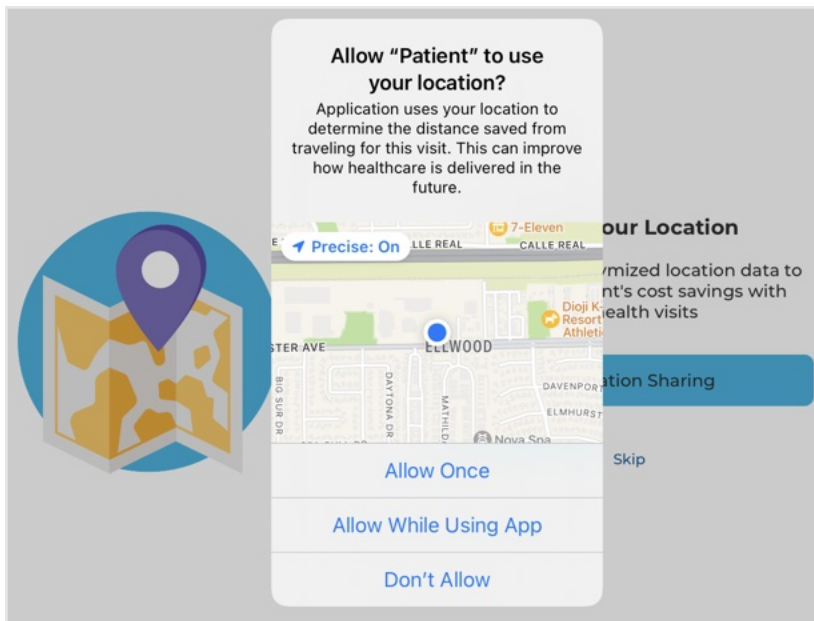 Allow “Patient” to use
your location?
Application uses your location to
determine the distance saved from
traveling for this visit. This can improve
how healthcare is delivered in the
future.
Precise: On
LLE REAL
7-Eleven
CALLE REAL
Dioji K-
Resort
Athleti
STER AVE
ELLWOOD
BIG SUR DR
DAYTONA DR
MATHILD
DAVENPOR
ELMHURST
Nova Spa
Allow Once
Allow While Using App
Don’t Allow
our Location
ymized location data to
nt's cost savings with
ealth visits
ation Sharing
Skip